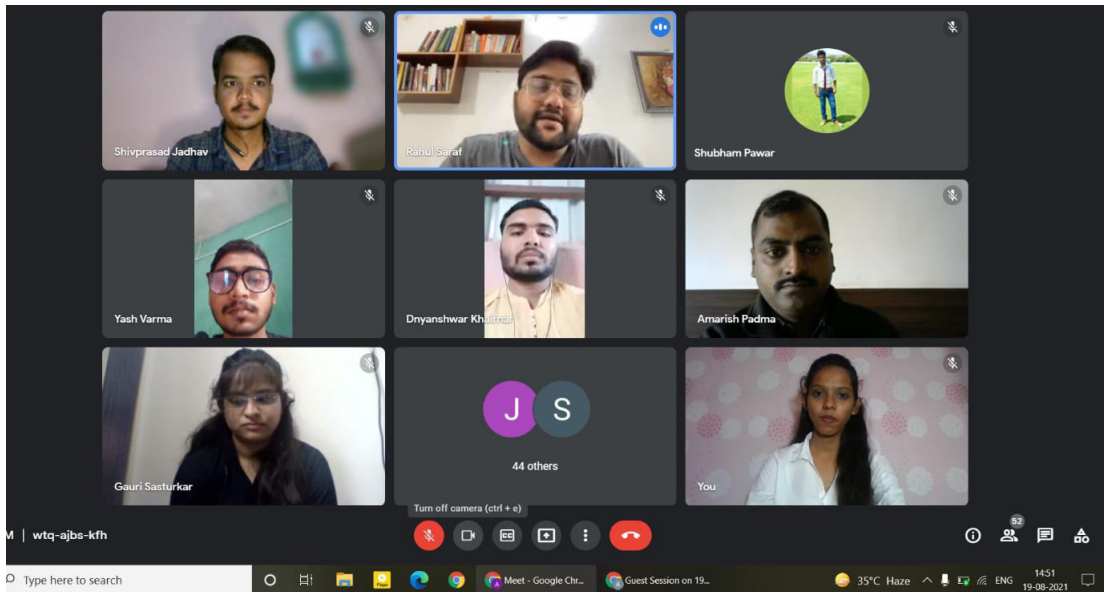 Shivprasad Jadhav
Rahul Saraf
Shubham Pawar
Yash Varma
Dnyanshwar Khairnar
Amarish Padma
Gauri Sasturkar
J S
44 others
You
Turn off camera (ctrl + e)
M | wtq-ajbs-kfh
52
Type here to search
Meet - Google Chr...
Guest Session on 19...
35°C Haze
ENG
14:51
19-08-2021